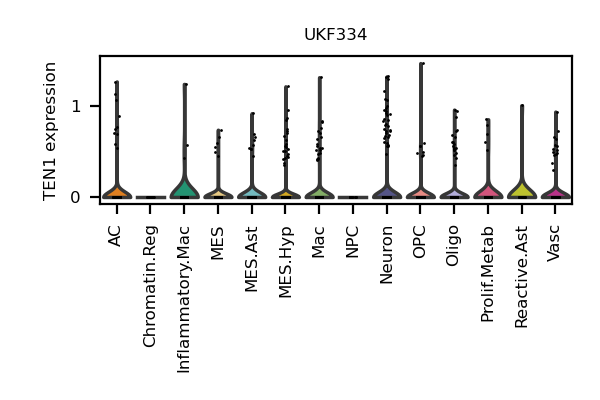 UKF334
TEN1 expression
1
0
AC
Chromatin.Reg
Inflammatory.Mac
MES
MES.Ast
MES.Hyp
Mac
NPC
Neuron
OPC
Oligo
Prolif.Metab
Reactive.Ast
Vasc